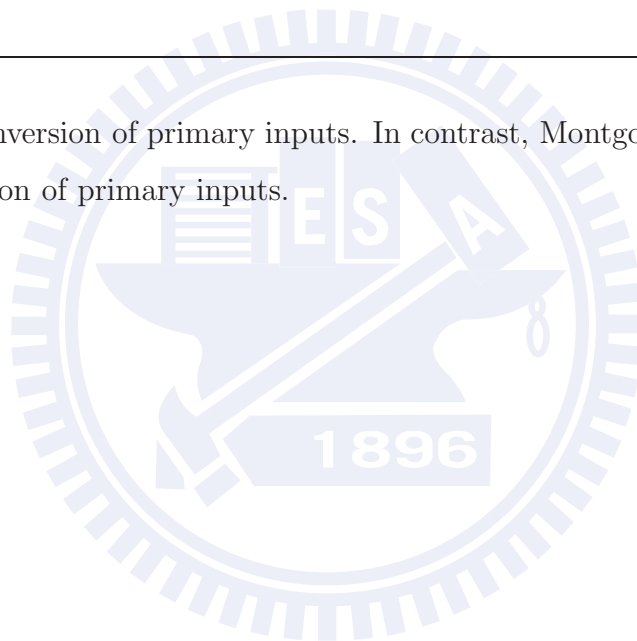 nversion of primary inputs. In contrast, Montgo
on of primary inputs.
E S A
1896